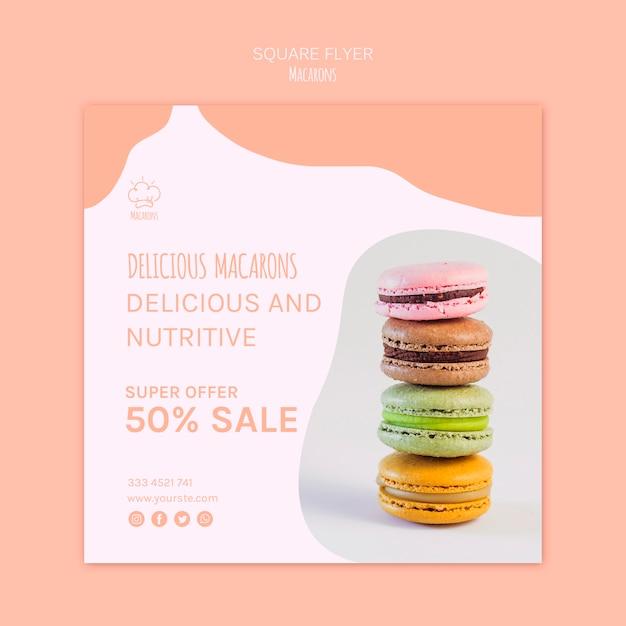 SQUARE FLYER
MACARONS
MACARONS
DELICIOUS MACARONS
DELICIOUS AND
NUTRITIVE
SUPER OFFER
50% SALE
333 4521 741
www.yourste.com